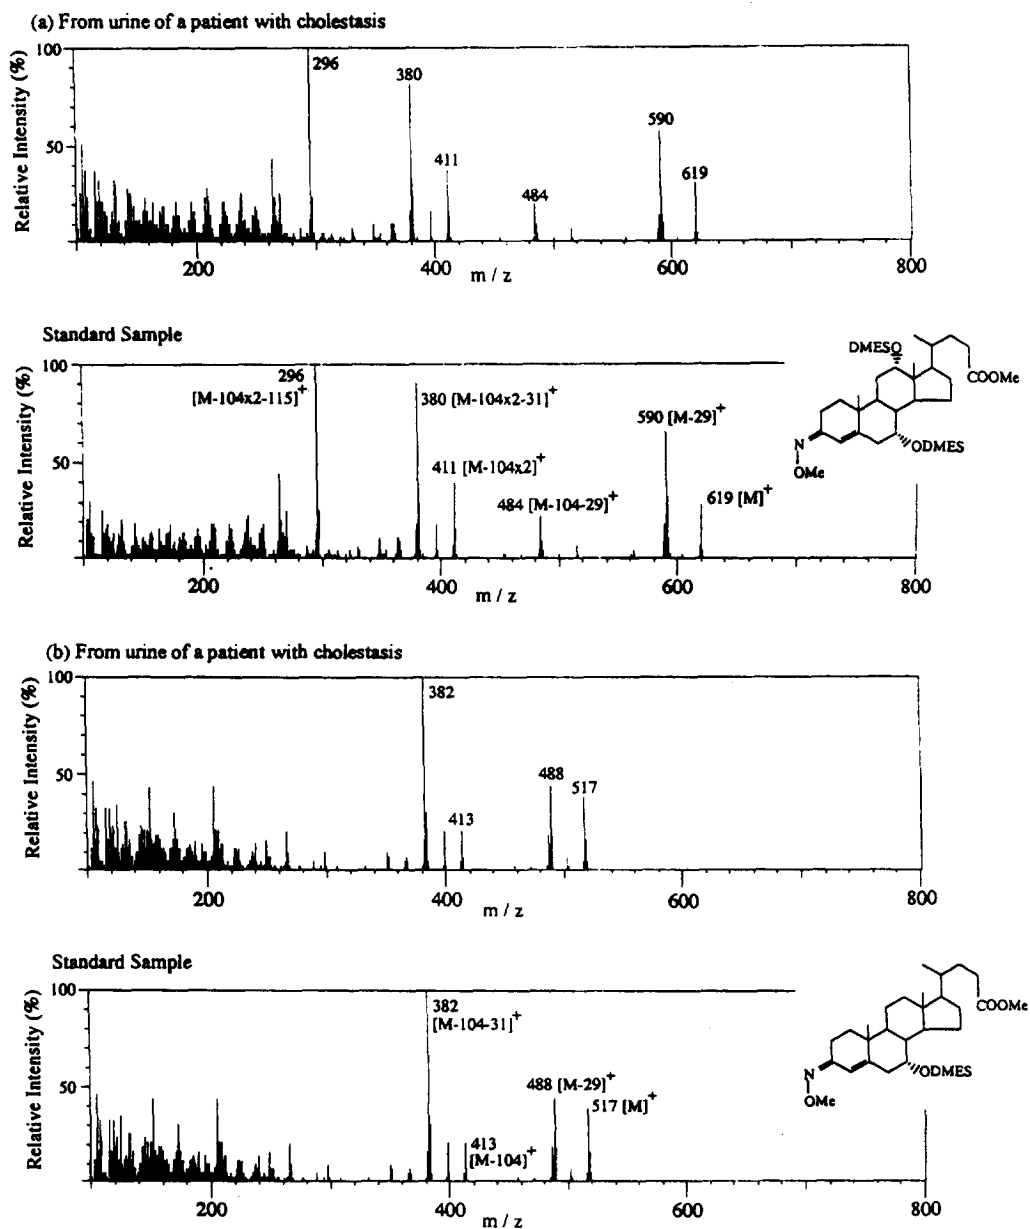 (a) From urine of a patient with cholestasis
Relative Intensity (%)
100
50
296
380
411
484
590
619
200
400
600
800
m / z
Standard Sample
Relative Intensity (%)
100
50
296
[M-104x2-115]+
380 [M-104x2-31]+
411 [M-104x2]+
484 [M-104-29]+
590 [M-29]+
619 [M]+
DMESO
COOMe
ODMES
N
OMe
200
400
600
800
m / z
(b) From urine of a patient with cholestasis
Relative Intensity (%)
100
50
382
413
488
517
200
400
600
800
m / z
Standard Sample
Relative Intensity (%)
100
50
382
[M-104-31]+
413
[M-104]+
488 [M-29]+
517 [M]+
COOMe
ODMES
N
OMe
200
400
600
800
m / z